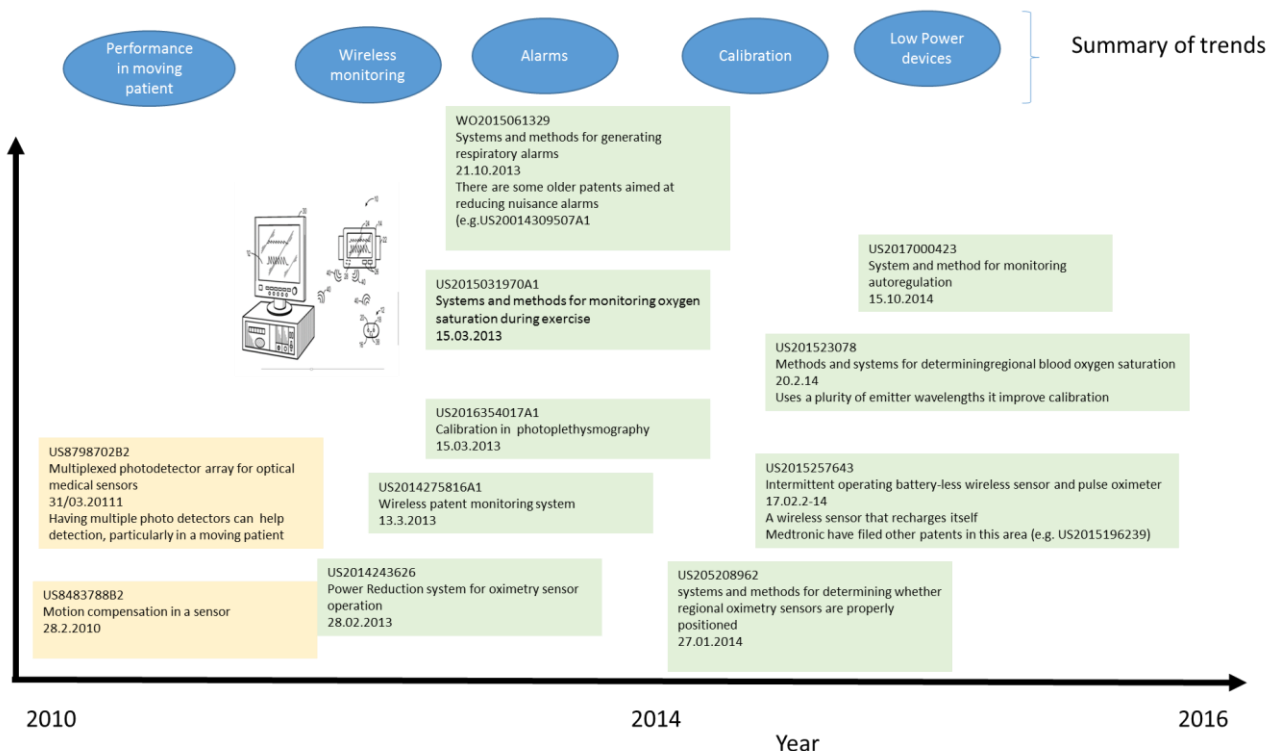 Performance
in moving
patient
Wireless
monitoring
Alarms
Calibration
Low Power
devices
Summary of trends
WO2015061329
Systems and methods for generating
respiratory alarms
21.10.2013
There are some older patents aimed at
reducing nuisance alarms
(e.g.US20014309507A1
US2017000423
System and method for monitoring
autoregulation
15.10.2014
US2015031970A1
Systems and methods for monitoring oxygen
saturation during exercise
15.03.2013
US201523078
Methods and systems for determiningregional blood oxygen saturation
20.2.14
Uses a plurity of emitter wavelengths it improve calibration
US2016354017A1
Calibration in photoplethysmography
15.03.2013
US8798702B2
Multiplexed photodetector array for optical
medical sensors
31/03.20111
Having multiple photo detectors can help
detection, particularly in a moving patient
US2014275816A1
Wireless patent monitoring system
13.3.2013
US2015257643
Intermittent operating battery-less wireless sensor and pulse oximeter
17.02.2-14
A wireless sensor that recharges itself
Medtronic have filed other patents in this area (e.g. US2015196239)
US8483788B2
Motion compensation in a sensor
28.2.2010
US2014243626
Power Reduction system for oximetry sensor
operation
28.02.2013
US205208962
systems and methods for determining whether
regional oximetry sensors are properly
positioned
27.01.2014
2010
2014
2016
Year